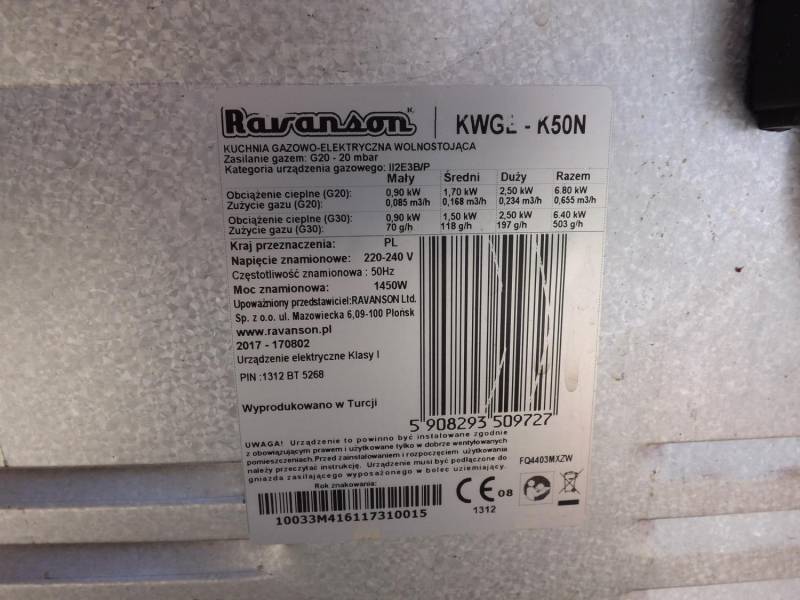 Ravanson
KWGE - K50N
KUCHNIA GAZOWO-ELEKTRYCZNA WOLNOSTOJĄCA
Zasilanie gazem: G20 - 20 mbar
Kategoria urządzenia gazowego: II2E3B/P
Mały Średni Duży Razem
Obciążenie cieplne (G20): 0,90 kW 1,70 kW 2,50 kW 6.80 kW
Zużycie gazu (G20): 0,085 m3/h 0,168 m3/h 0,234 m3/h 0,655 m3/h
Obciążenie cieplne (G30): 0,90 kW 1,50 kW 2,50 kW 6.40 kW
Zużycie gazu (G30): 70 g/h 118 g/h 197 g/h 503 g/h
Kraj przeznaczenia: PL
Napięcie znamionowe: 220-240 V
Częstotliwość znamionowa : 50Hz
Moc znamionowa: 1450W
Upoważniony przedstawiciel:RAVANSON Ltd.
Sp. z o.o. ul. Mazowiecka 6,09-100 Płońsk
www.ravanson.pl
2017 - 170802
Urządzenie elektryczne Klasy I
PIN :1312 BT 5268
Wyprodukowano w Turcji
5 908293 509727
UWAGA! Urządzenie to powinno być instalowane zgodnie
z obowiązującym prawem i użytkowane tylko w dobrze wentylowanych
pomieszczeniach.Przed zainstalowaniem i rozpoczęciem użytkowania
należy przeczytać instrukcję. Urządzenie musi być podłączone do
gniazda zasilającego wyposażonego w bolec uziemiający.
FQ4403MXZW
Rok oznakowania:
CE 08
1312
10033M416117310015